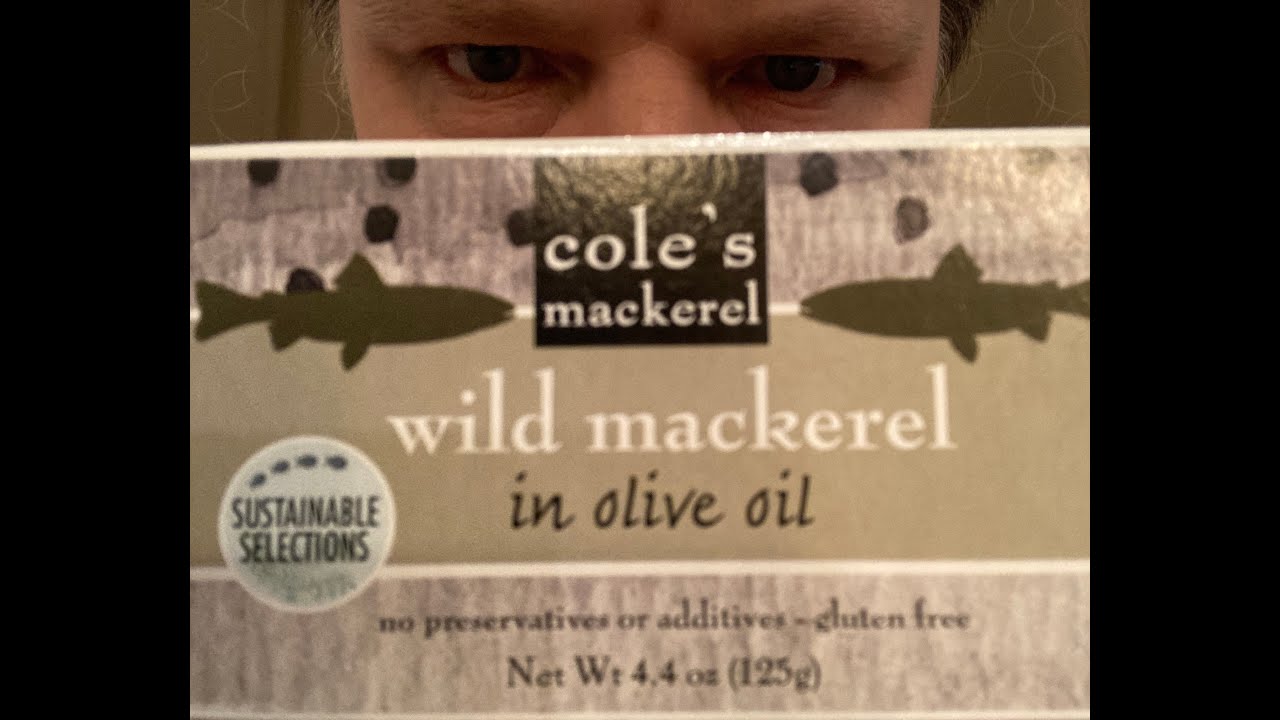 cole's
mackerel
wild mackerel
in olive oil
SUSTAINABLE
SELECTIONS
no preservatives or additives - gluten free
Net Wt 4.4 oz (125g)